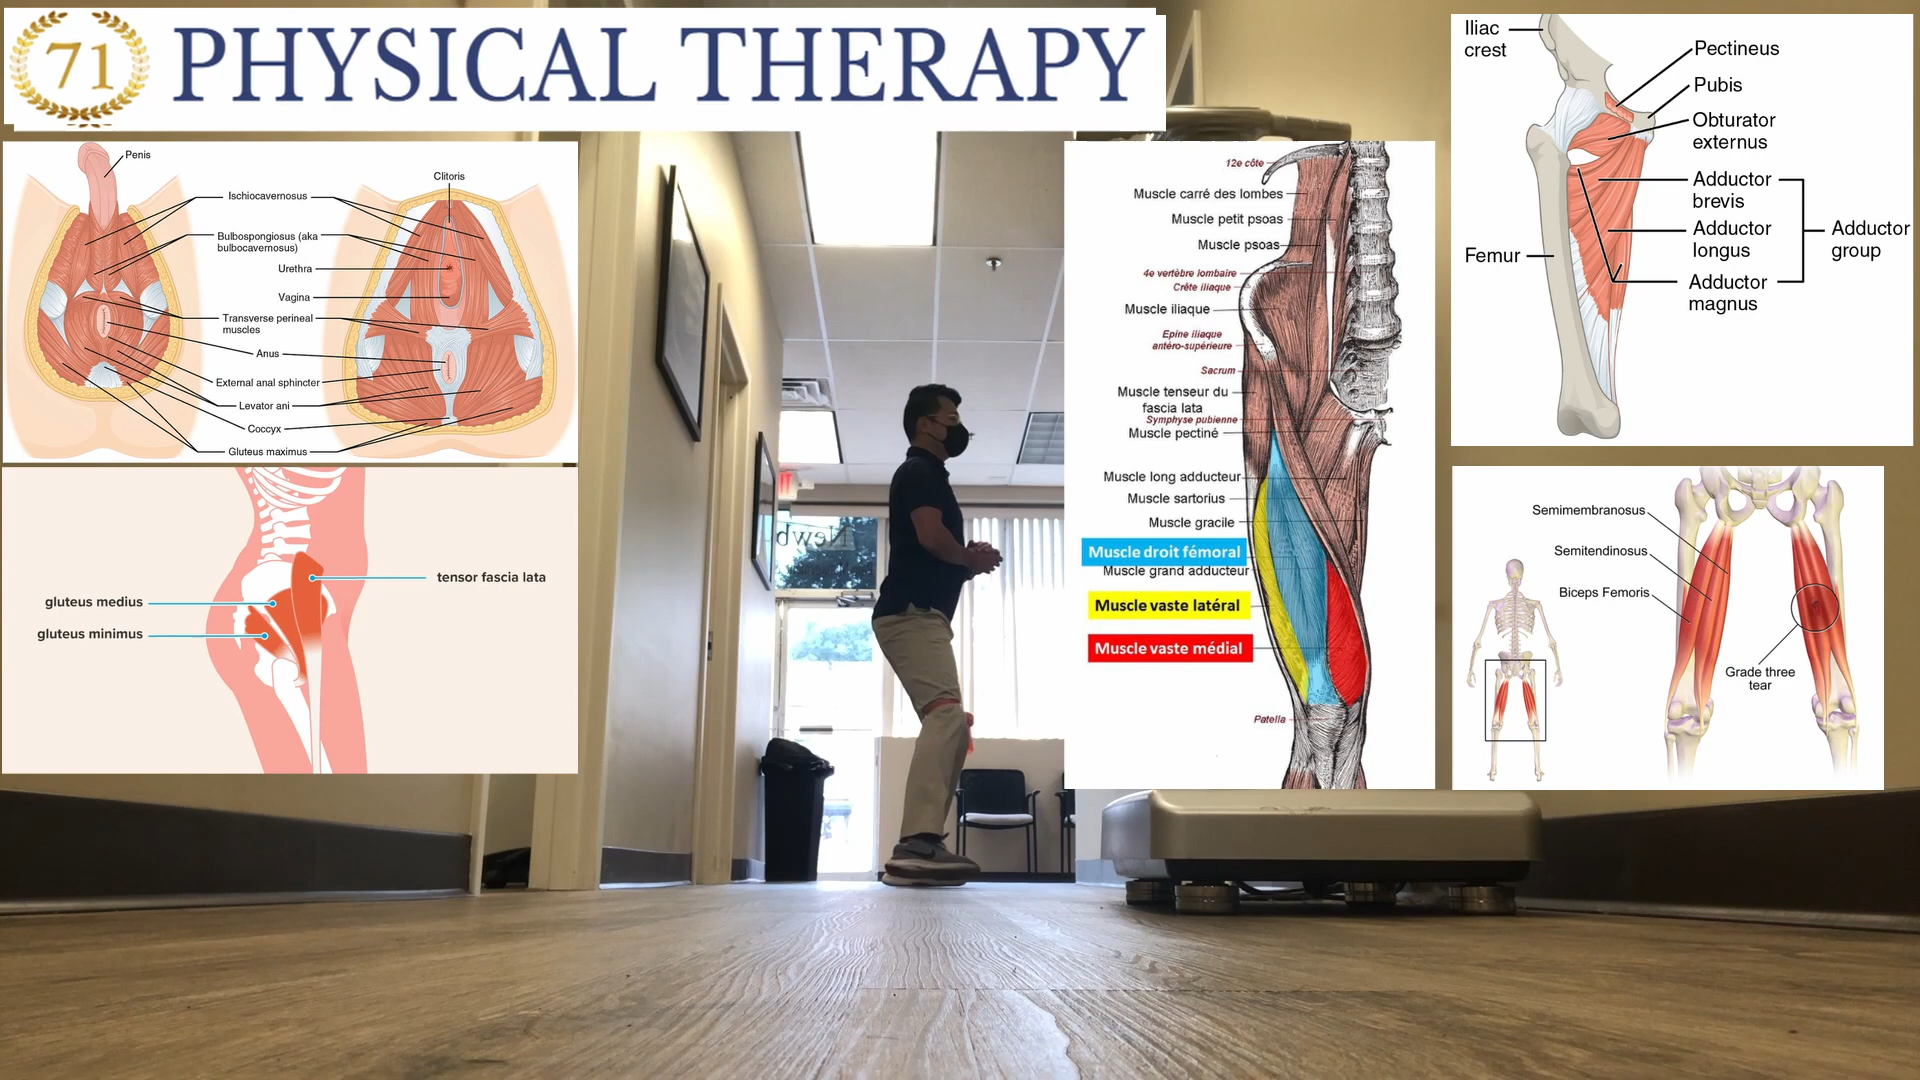 71 PHYSICAL THERAPY
Penis
Clitoris
Ischiocavernosus
Bulbospongiosus (aka
bulbocavernosus)
Urethra
Vagina
Transverse perineal
muscles
Anus
External anal sphincter
Levator ani
Coccyx
Gluteus maximus
tensor fascia lata
gluteus medius
gluteus minimus
Newb
12e côte
Muscle carré des lombes
Muscle petit psoas
Muscle psoas
4e vertèbre lombaire
Crête iliaque
Muscle iliaque
Epine iliaque
antéro-supérieure
Sacrum
Muscle tenseur du
fascia lata
Symphyse pubienne
Muscle pectiné
Muscle long adducteur
Muscle sartorius
Muscle gracile
Muscle droit fémoral
Muscle grand adducteur
Muscle vaste latéral
Muscle vaste médial
Patella
Iliac
crest
Pectineus
Pubis
Obturator
externus
Adductor
brevis
Adductor
longus
Adductor
group
Femur
Adductor
magnus
Semimembranosus
Semitendinosus
Biceps Femoris
Grade three
tear